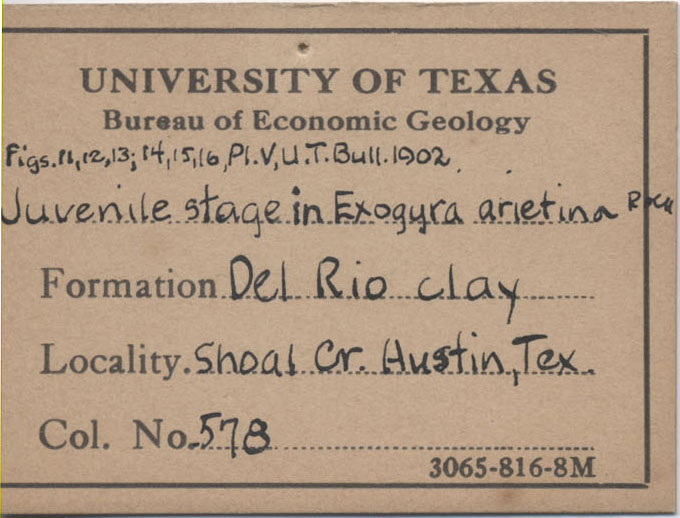 UNIVERSITY OF TEXAS
Bureau of Economic Geology
Figs. 11, 12, 13; 14, 15, 16, Pl. V, U.T. Bull. 1902
Juvenile stage in Exogyra arietina
Formation Del Rio clay
Locality. Shoal Cr. Austin, Tex.
Col. No. 578
3065-816-8M